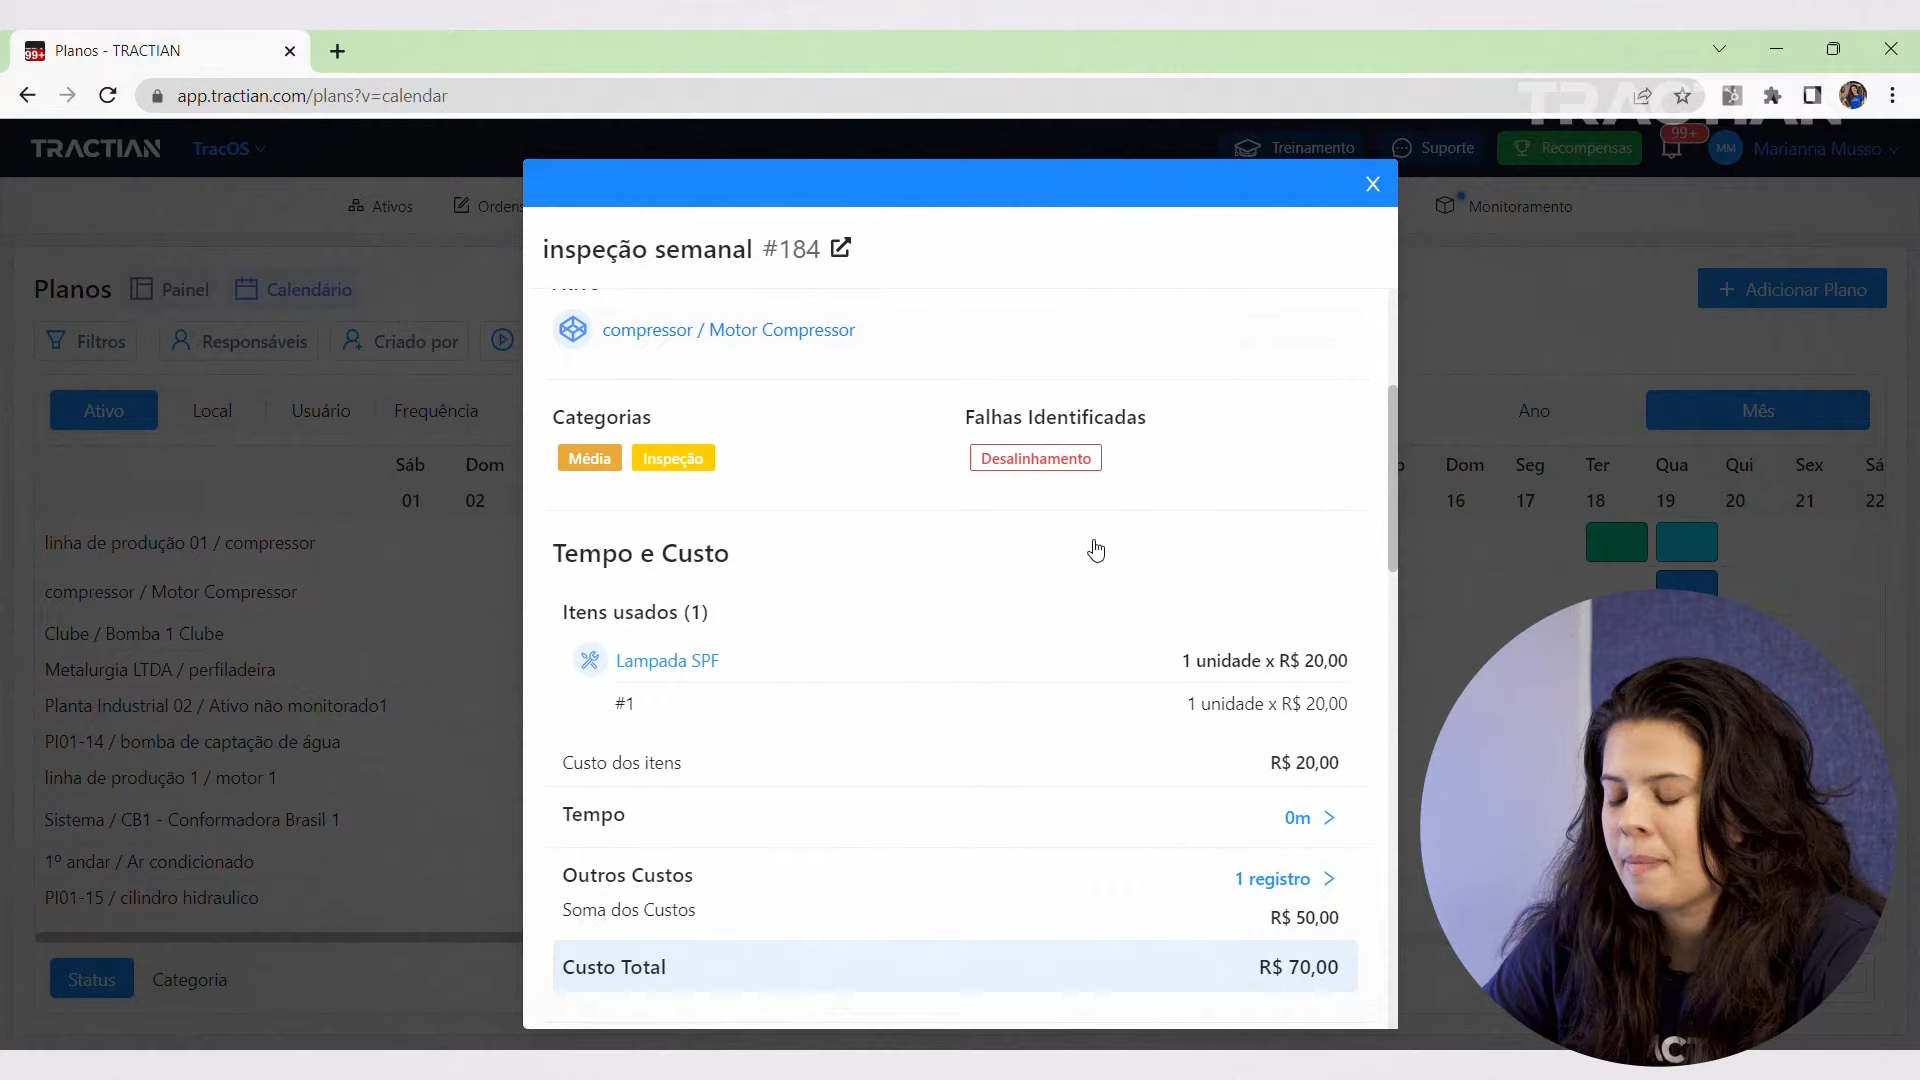 Planos - TRACTIAN
99+
app.tractian.com/plans?v=calendar
TRACTIAN
TRACTIAN TracOS Treinamento Suporte Recompensas 99+ MM Marianna Musso
Ativos Ordens Monitoramento
inspeção semanal #184
Planos Painel Calendário + Adicionar Plano
Filtros Responsáveis Criado por
compressor / Motor Compressor
Ativo Local Usuário Frequência Ano Mês
Categorias Falhas Identificadas
Média Inspeção Desalinhamento
Sáb Dom Dom Seg Ter Qua Qui Sex Sá
01 02 16 17 18 19 20 21 22
linha de produção 01 / compressor
compressor / Motor Compressor
Clube / Bomba 1 Clube
Metalurgia LTDA / perfiladeira
Planta Industrial 02 / Ativo não monitorado1
PI01-14 / bomba de captação de água
linha de produção 1 / motor 1
Sistema / CB1 - Conformadora Brasil 1
1º andar / Ar condicionado
PI01-15 / cilindro hidraulico
Status Categoria
Tempo e Custo
Itens usados (1)
Lampada SPF 1 unidade x R$ 20,00
#1 1 unidade x R$ 20,00
Custo dos itens R$ 20,00
Tempo 0m
Outros Custos 1 registro
Soma dos Custos R$ 50,00
Custo Total R$ 70,00